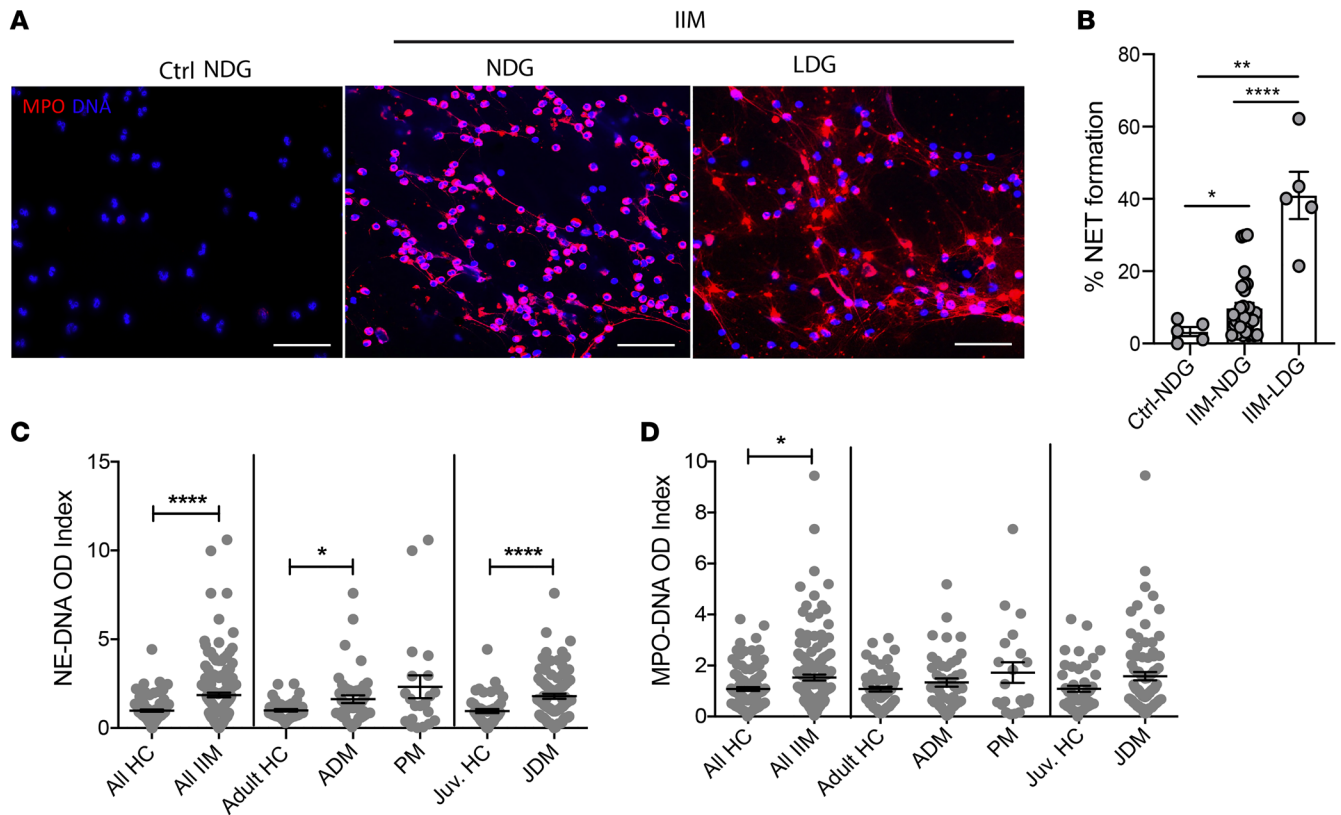 A
IIM
Ctrl NDG
NDG
LDG
MPO DNA
B
80
60
40
20
0
% NET formation
**
****
*
Ctrl-NDG
IIM-NDG
IIM-LDG
C
15
10
5
0
NE-DNA OD Index
****
*
****
All HC
All IIM
Adult HC
ADM
PM
Juv. HC
JDM
D
10
8
6
4
2
0
MPO-DNA OD Index
*
All HC
All IIM
Adult HC
ADM
PM
Juv. HC
JDM